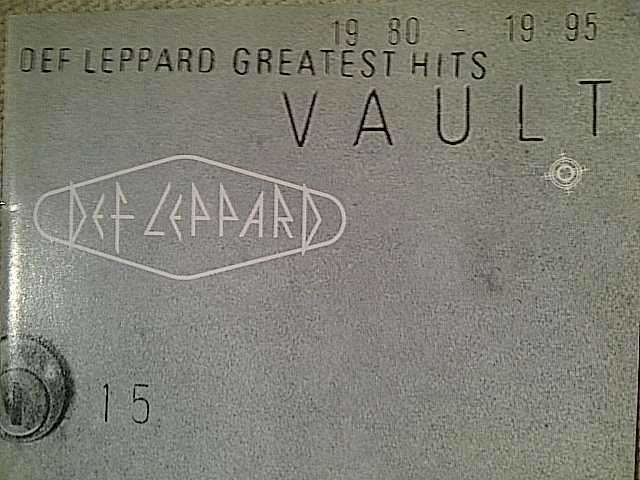 19 80 - 19 95
DEF LEPPARD GREATEST HITS
VAULT
DEF LEPPARD
15